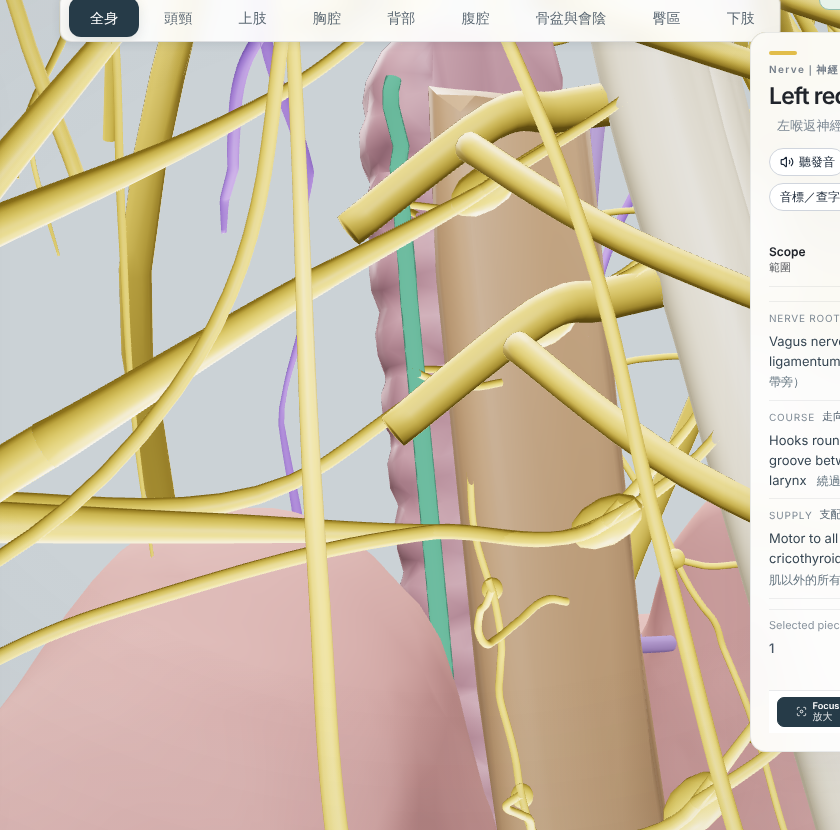 全身 頭頸 上肢 胸腔 背部 腹腔 骨盆與會陰 臀區 下肢
Nerve | 神經
Left rec
左喉返神經
聽發音
音標／查字
Scope
範圍
NERVE ROOT
Vagus nerve
ligamentum
帶旁）
COURSE 走向
Hooks roun
groove betw
larynx 繞過
SUPPLY 支配
Motor to all
cricothyroid
肌以外的所有
Selected piec
1
Focus
放大